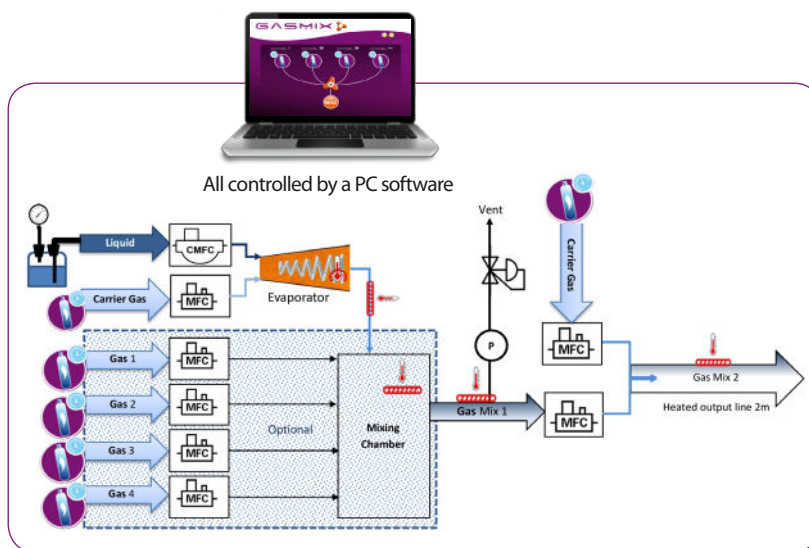 GASMIX
All controlled by a PC software
Vent
Liquid
CMFC
Carrier Gas
Evaporator
Carrier Gas
MFC
P
MFC
Gas 1
MFC
Gas 2
MFC
Optional
Mixing
Chamber
Gas 3
MFC
Gas 4
MFC
Gas Mix 1
MFC
Gas Mix 2
Heated output line 2m